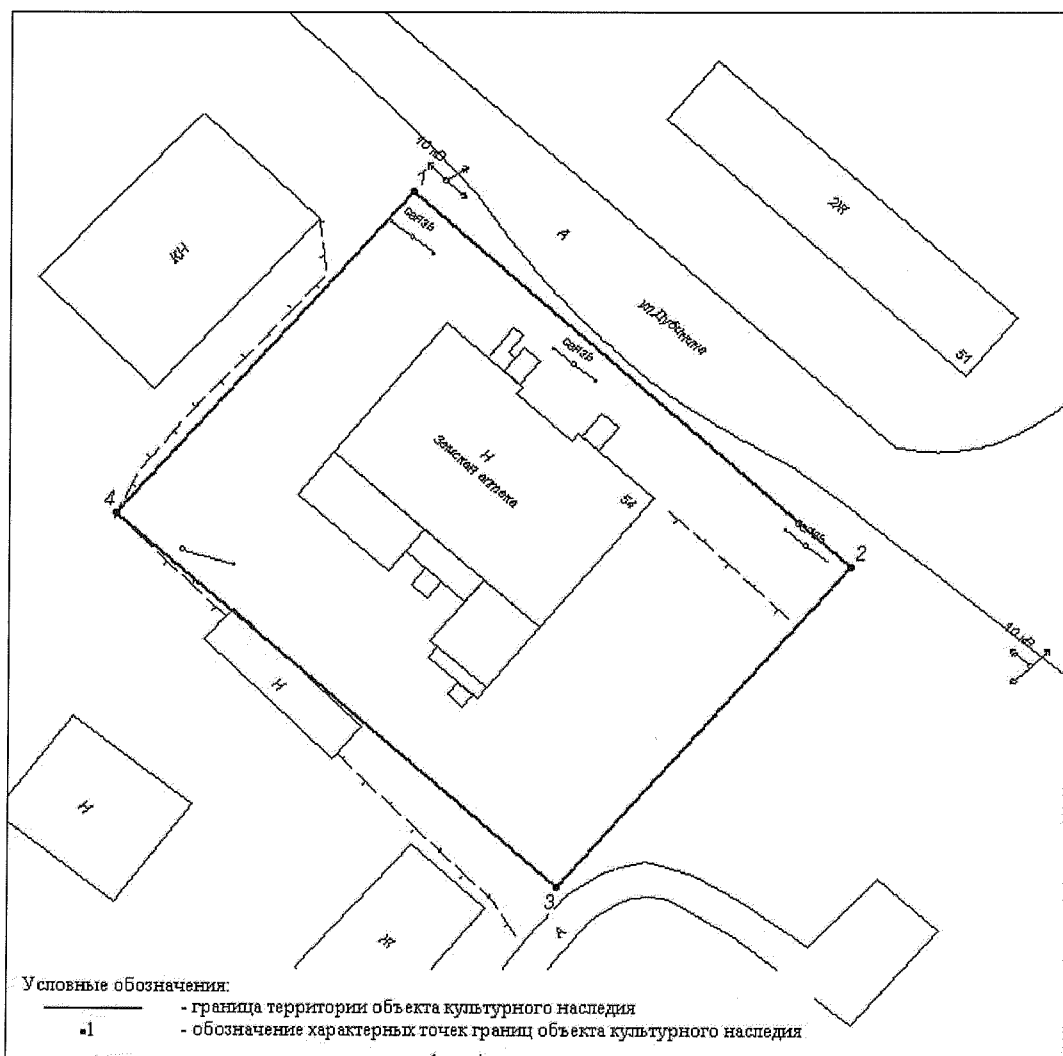 10 кВ
1
связь
КН
А
2Ж
ул.Дубинина
51
связь
Н
Земская аптека
54
4
связь
2
10 кВ
Н
Н
3
А
Ж
Условные обозначения:
- граница территории объекта культурного наследия
•1 - обозначение характерных точек границ объекта культурного наследия